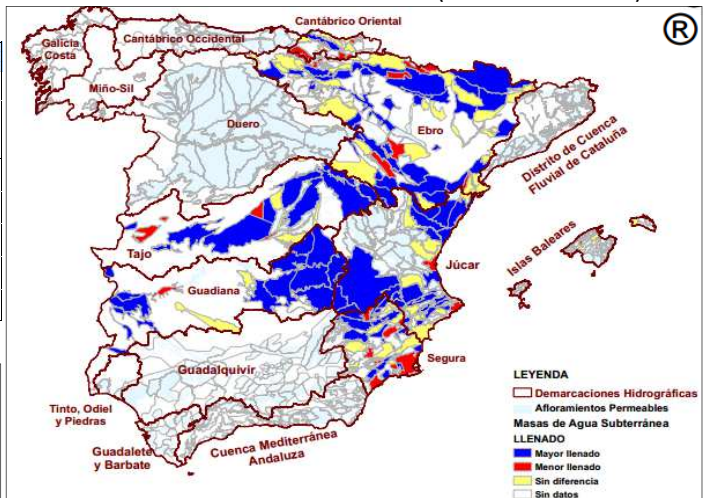 Cantábrico Oriental
®
Galicia
Costa
Cantábrico Occidental
Miño-Sil
Duero
Ebro
Distrito de Cuenca
Fluvial de Cataluña
Islas Baleares
Tajo
Júcar
Guadiana
Segura
Guadalquivir
Tinto, Odiel
y Piedras
Guadalete
y Barbate
Cuenca Mediterránea
Andaluza
LEYENDA
Demarcaciones Hidrográficas
Afloramientos Permeables
Masas de Agua Subterránea
LLENADO
Mayor llenado
Menor llenado
Sin diferencia
Sin datos